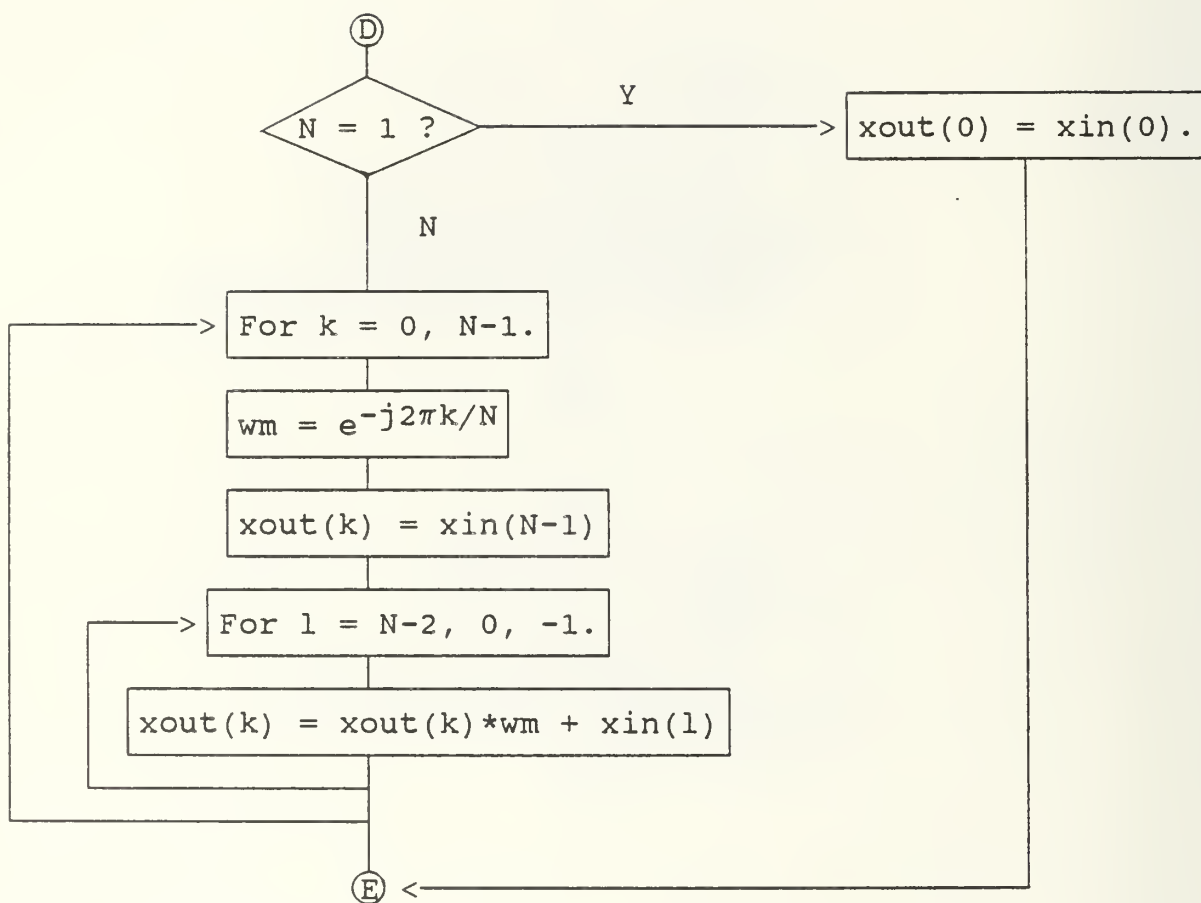 D
N = 1 ?
Y
xout(0) = xin(0).
N
For k = 0, N-1.
wm = e^-j2πk/N
xout(k) = xin(N-1)
For l = N-2, 0, -1.
xout(k) = xout(k)*wm + xin(l)
E